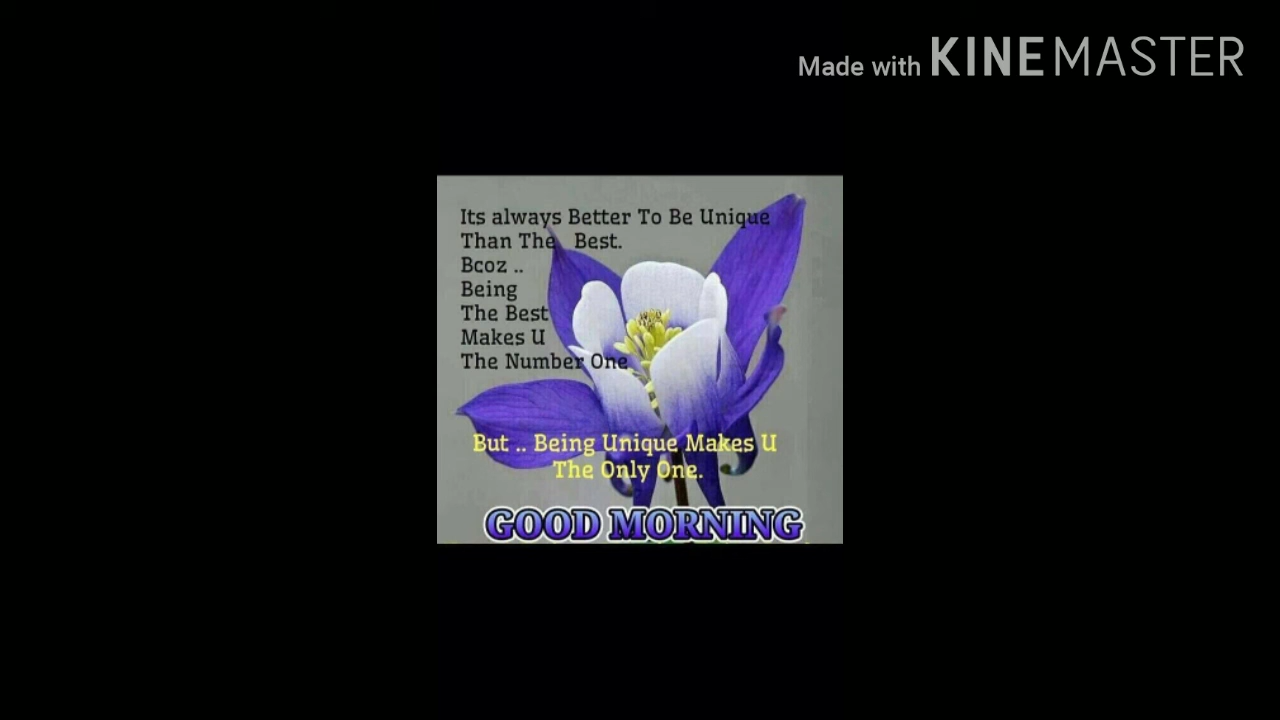 Made with KINEMASTER
Its always Better To Be Unique
Than The Best.
Bcoz ..
Being
The Best
Makes U
The Number One
But .. Being Unique Makes U
The Only One.
GOOD MORNING